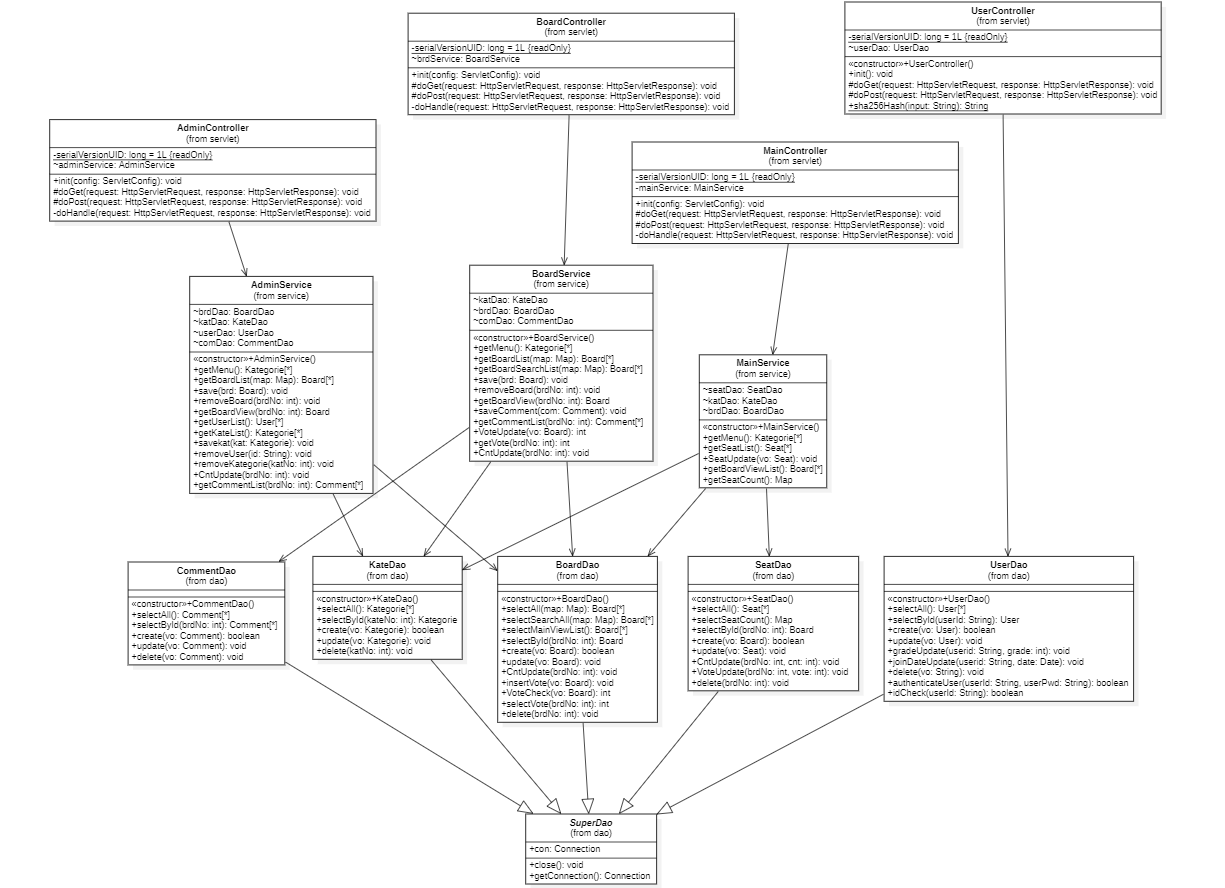 BoardController
(from servlet)
-serialVersionUID: long = 1L {readOnly}
~brdService: BoardService
+init(config: ServletConfig): void
#doGet(request: HttpServletRequest, response: HttpServletResponse): void
#doPost(request: HttpServletRequest, response: HttpServletResponse): void
-doHandle(request: HttpServletRequest, response: HttpServletResponse): void
UserController
(from servlet)
-serialVersionUID: long = 1L {readOnly}
~userDao: UserDao
«constructor»+UserController()
+init(): void
#doGet(request: HttpServletRequest, response: HttpServletResponse): void
#doPost(request: HttpServletRequest, response: HttpServletResponse): void
+sha256Hash(input: String): String
AdminController
(from servlet)
-serialVersionUID: long = 1L {readOnly}
~adminService: AdminService
+init(config: ServletConfig): void
#doGet(request: HttpServletRequest, response: HttpServletResponse): void
#doPost(request: HttpServletRequest, response: HttpServletResponse): void
-doHandle(request: HttpServletRequest, response: HttpServletResponse): void
MainController
(from servlet)
-serialVersionUID: long = 1L {readOnly}
-mainService: MainService
+init(config: ServletConfig): void
#doGet(request: HttpServletRequest, response: HttpServletResponse): void
#doPost(request: HttpServletRequest, response: HttpServletResponse): void
-doHandle(request: HttpServletRequest, response: HttpServletResponse): void
AdminService
(from service)
~brdDao: BoardDao
~katDao: KateDao
~userDao: UserDao
~comDao: CommentDao
«constructor»+AdminService()
+getMenu(): Kategorie[*]
+getBoardList(map: Map): Board[*]
+save(brd: Board): void
+removeBoard(brdNo: int): void
+getBoardView(brdNo: int): Board
+getUserList(): User[*]
+getKateList(): Kategorie[*]
+savekat(kat: Kategorie): void
+removeUser(id: String): void
+removeKategorie(katNo: int): void
+CntUpdate(brdNo: int): void
+getCommentList(brdNo: int): Comment[*]
BoardService
(from service)
~katDao: KateDao
~brdDao: BoardDao
~comDao: CommentDao
«constructor»+BoardService()
+getMenu(): Kategorie[*]
+getBoardList(map: Map): Board[*]
+getBoardSearchList(map: Map): Board[*]
+save(brd: Board): void
+removeBoard(brdNo: int): void
+getBoardView(brdNo: int): Board
+saveComment(com: Comment): void
+getCommentList(brdNo: int): Comment[*]
+VoteUpdate(vo: Board): int
+getVote(brdNo: int): int
+CntUpdate(brdNo: int): void
MainService
(from service)
~seatDao: SeatDao
~katDao: KateDao
~brdDao: BoardDao
«constructor»+MainService()
+getMenu(): Kategorie[*]
+getSeatList(): Seat[*]
+SeatUpdate(vo: Seat): void
+getBoardViewList(): Board[*]
+getSeatCount(): Map
CommentDao
(from dao)
«constructor»+CommentDao()
+selectAll(): Comment[*]
+selectById(brdNo: int): Comment[*]
+create(vo: Comment): boolean
+update(vo: Comment): void
+delete(vo: Comment): void
KateDao
(from dao)
«constructor»+KateDao()
+selectAll(): Kategorie[*]
+selectById(kateNo: int): Kategorie
+create(vo: Kategorie): boolean
+update(vo: Kategorie): void
+delete(katNo: int): void
BoardDao
(from dao)
«constructor»+BoardDao()
+selectAll(map: Map): Board[*]
+selectSearchAll(map: Map): Board[*]
+selectMainViewList(): Board[*]
+selectById(brdNo: int): Board
+create(vo: Board): boolean
+update(vo: Board): void
+CntUpdate(brdNo: int): void
+insertVote(vo: Board): void
+VoteCheck(vo: Board): int
+selectVote(brdNo: int): int
+delete(brdNo: int): void
SeatDao
(from dao)
«constructor»+SeatDao()
+selectAll(): Seat[*]
+selectSeatCount(): Map
+selectById(brdNo: int): Board
+create(vo: Board): boolean
+update(vo: Seat): void
+CntUpdate(brdNo: int, cnt: int): void
+VoteUpdate(brdNo: int, vote: int): void
+delete(brdNo: int): void
UserDao
(from dao)
«constructor»+UserDao()
+selectAll(): User[*]
+selectById(userId: String): User
+create(vo: User): boolean
+update(vo: User): void
+gradeUpdate(userid: String, grade: int): void
+joinDateUpdate(userid: String, date: Date): void
+delete(vo: String): void
+authenticateUser(userId: String, userPwd: String): boolean
+idCheck(userId: String): boolean
SuperDao
(from dao)
+con: Connection
+close(): void
+getConnection(): Connection